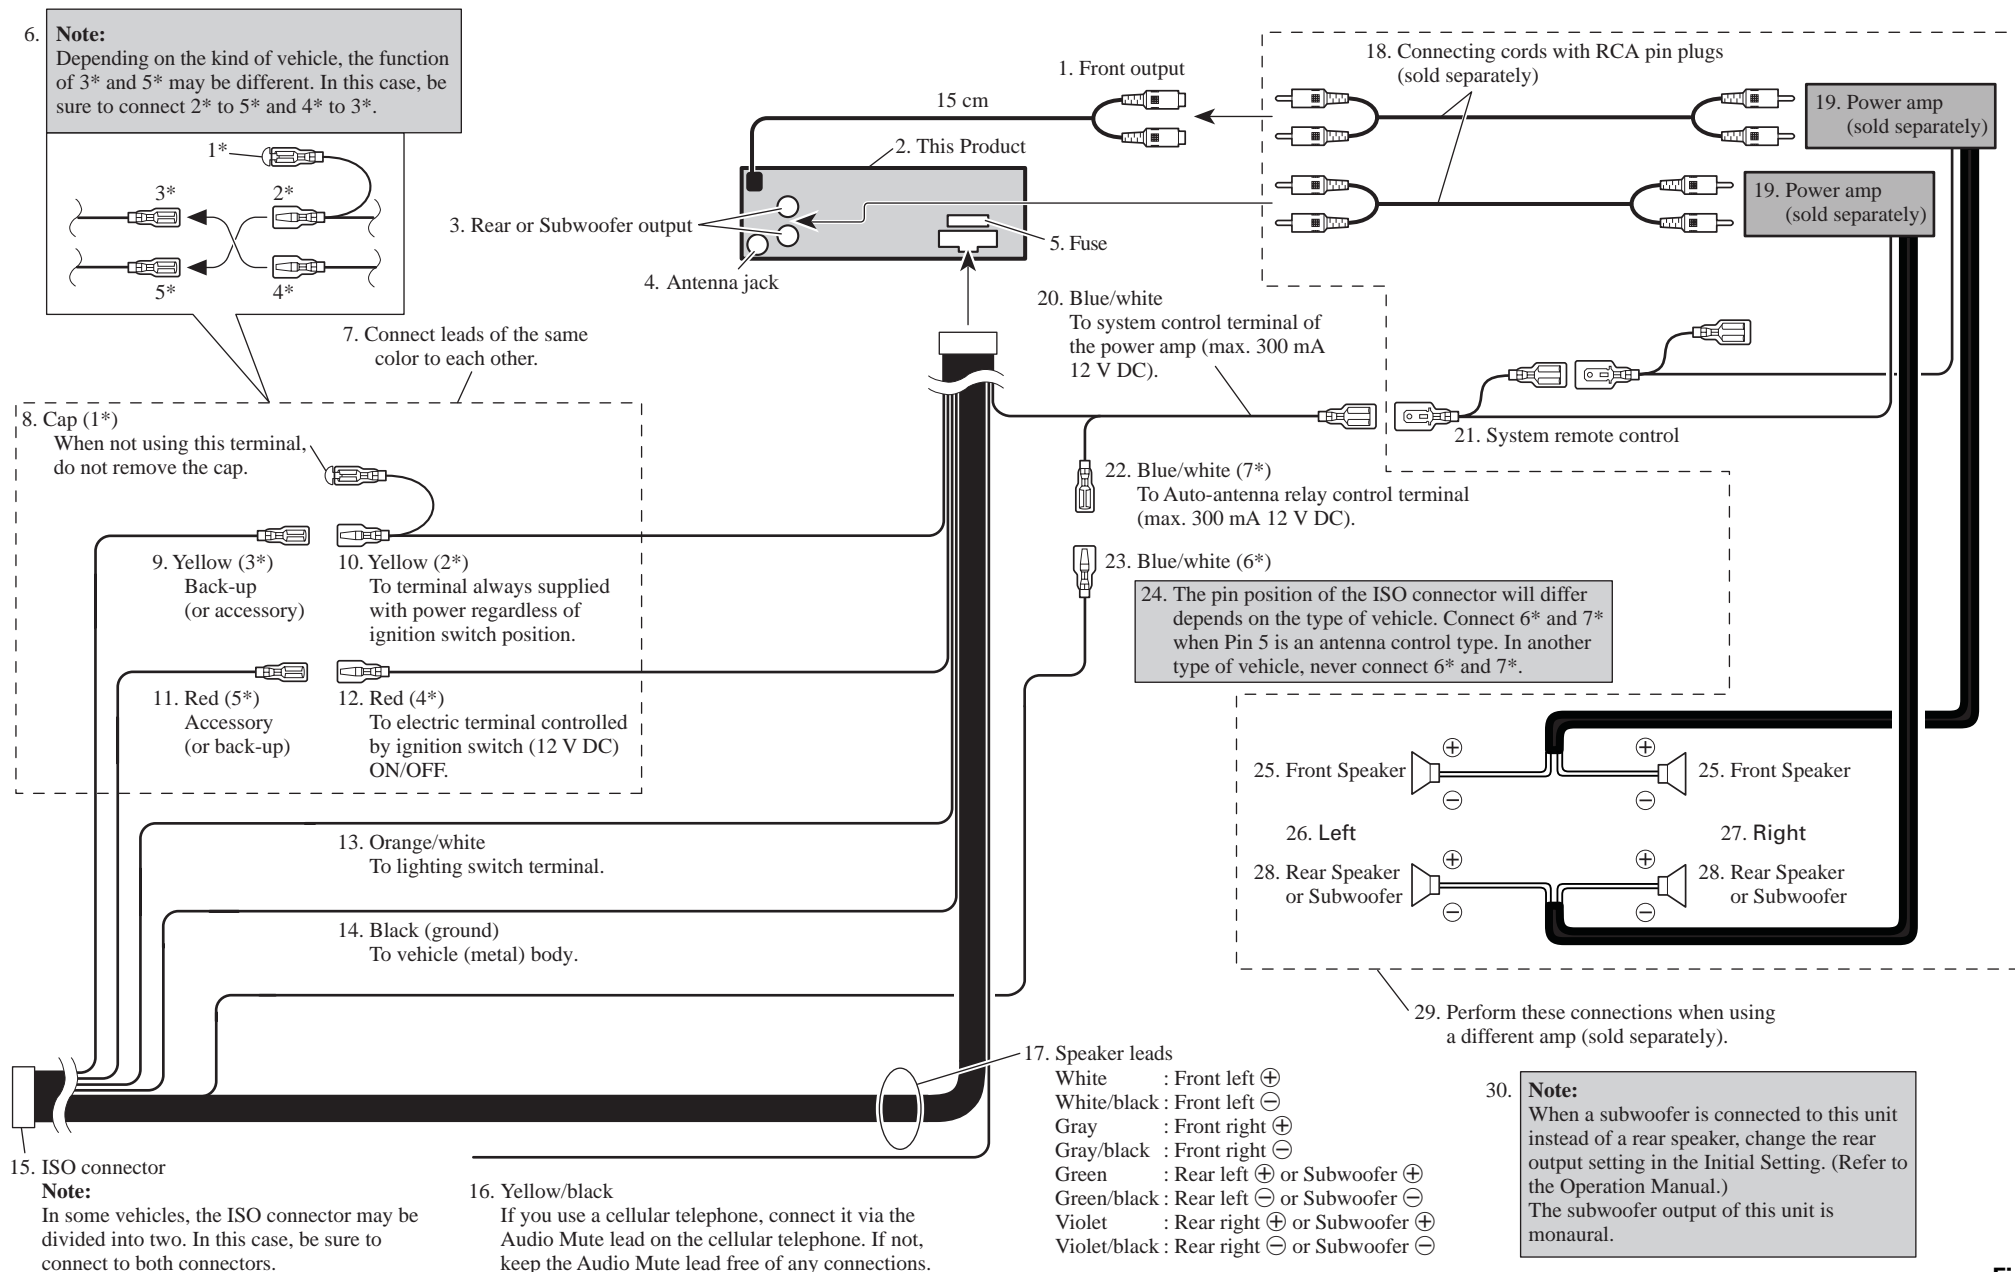 6. Note:
Depending on the kind of vehicle, the function
of 3* and 5* may be different. In this case, be
sure to connect 2* to 5* and 4* to 3*.
1*
3*
2*
5*
4*
7. Connect leads of the same
color to each other.
8. Cap (1*)
When not using this terminal,
do not remove the cap.
9. Yellow (3*)
Back-up
(or accessory)
10. Yellow (2*)
To terminal always supplied
with power regardless of
ignition switch position.
11. Red (5*)
Accessory
(or back-up)
12. Red (4*)
To electric terminal controlled
by ignition switch (12 V DC)
ON/OFF.
13. Orange/white
To lighting switch terminal.
14. Black (ground)
To vehicle (metal) body.
15. ISO connector
Note:
In some vehicles, the ISO connector may be
divided into two. In this case, be sure to
connect to both connectors.
16. Yellow/black
If you use a cellular telephone, connect it via the
Audio Mute lead on the cellular telephone. If not,
keep the Audio Mute lead free of any connections.
1. Front output
15 cm
2. This Product
3. Rear or Subwoofer output
4. Antenna jack
5. Fuse
18. Connecting cords with RCA pin plugs
(sold separately)
19. Power amp
(sold separately)
19. Power amp
(sold separately)
20. Blue/white
To system control terminal of
the power amp (max. 300 mA
12 V DC).
21. System remote control
22. Blue/white (7*)
To Auto-antenna relay control terminal
(max. 300 mA 12 V DC).
23. Blue/white (6*)
24. The pin position of the ISO connector will differ
depends on the type of vehicle. Connect 6* and 7*
when Pin 5 is an antenna control type. In another
type of vehicle, never connect 6* and 7*.
⊕ ⊕
25. Front Speaker
25. Front Speaker
⊖ ⊖
26. Left
27. Right
⊕ ⊕
28. Rear Speaker
or Subwoofer
28. Rear Speaker
or Subwoofer
⊖ ⊖
29. Perform these connections when using
a different amp (sold separately).
17. Speaker leads
White : Front left ⊕
White/black : Front left ⊖
Gray : Front right ⊕
Gray/black : Front right ⊖
Green : Rear left ⊕ or Subwoofer ⊕
Green/black : Rear left ⊖ or Subwoofer ⊖
Violet : Rear right ⊕ or Subwoofer ⊕
Violet/black : Rear right ⊖ or Subwoofer ⊖
30. Note:
When a subwoofer is connected to this unit
instead of a rear speaker, change the rear
output setting in the Initial Setting. (Refer to
the Operation Manual.)
The subwoofer output of this unit is
monaural.